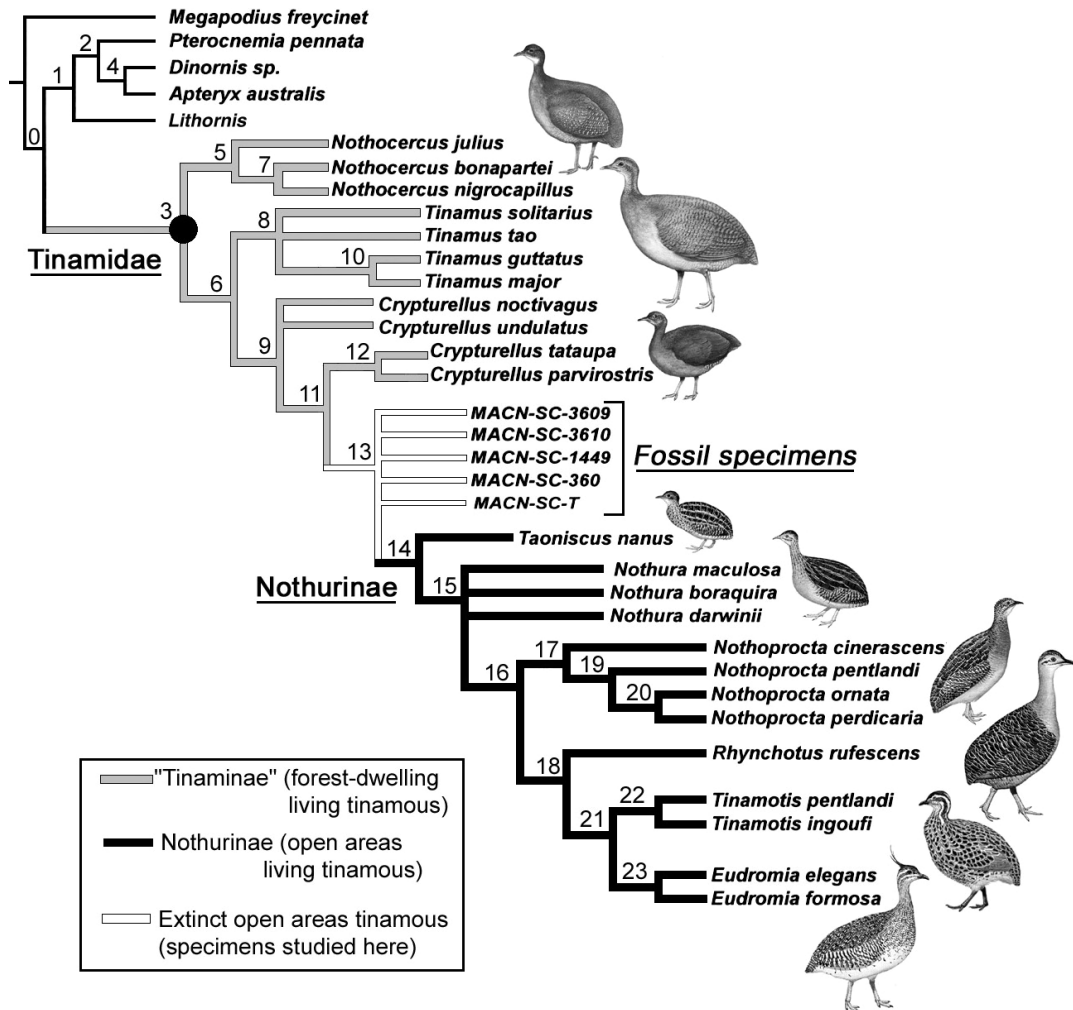 Megapodius freycinet
2
Pterocnemia pennata
4
Dinornis sp.
1
Apteryx australis
Lithornis
0
5
Nothocercus julius
7
Nothocercus bonapartei
Nothocercus nigrocapillus
3
8
Tinamus solitarius
Tinamus tao
Tinamidae
10
Tinamus guttatus
6
Tinamus major
Crypturellus noctivagus
Crypturellus undulatus
9
12
Crypturellus tataupa
Crypturellus parvirostris
11
MACN-SC-3609
MACN-SC-3610
13
MACN-SC-1449
Fossil specimens
MACN-SC-360
MACN-SC-T
14
Taoniscus nanus
Nothura maculosa
Nothurinae
15
Nothura boraquira
Nothura darwinii
17
Nothoprocta cinerascens
16
19
Nothoprocta pentlandi
20
Nothoprocta ornata
Nothoprocta perdicaria
18
Rhynchotus rufescens
22
Tinamotis pentlandi
21
Tinamotis ingoufi
23
Eudromia elegans
Eudromia formosa
"Tinaminae" (forest-dwelling
living tinamous)
Nothurinae (open areas
living tinamous)
Extinct open areas tinamous
(specimens studied here)